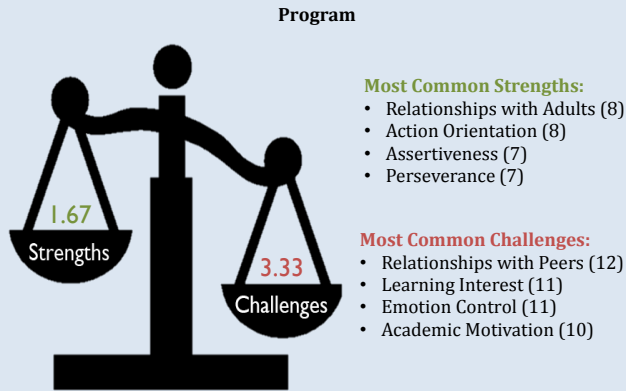 Program
1.67
Strengths
3.33
Challenges
Most Common Strengths:
• Relationships with Adults (8)
• Action Orientation (8)
• Assertiveness (7)
• Perseverance (7)
Most Common Challenges:
• Relationships with Peers (12)
• Learning Interest (11)
• Emotion Control (11)
• Academic Motivation (10)